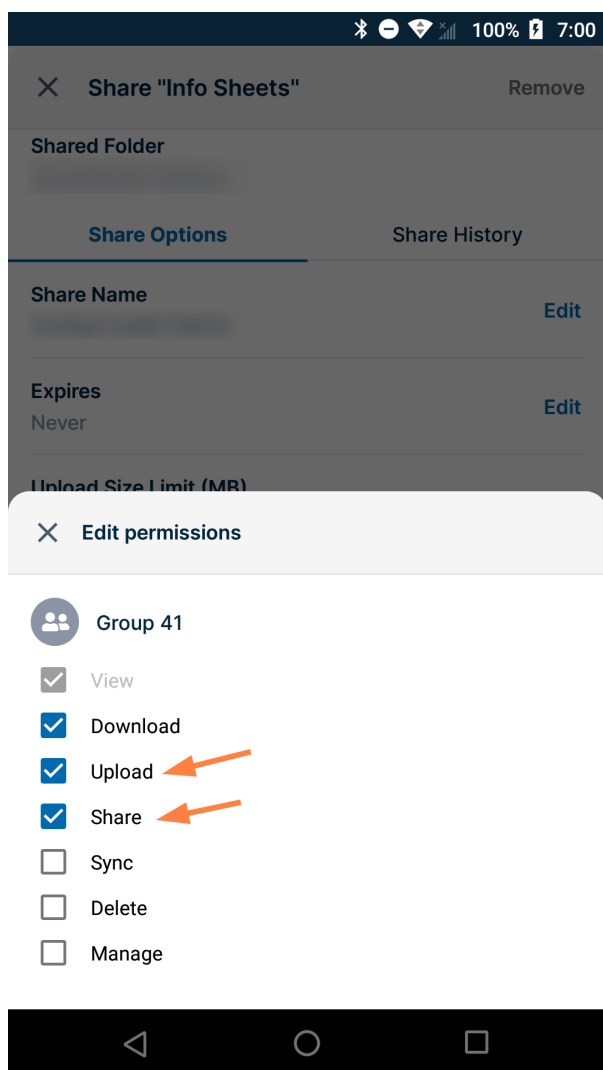 100% 7:00
Share "Info Sheets" Remove
Shared Folder
Share Options Share History
Share Name
Edit
Expires
Never
Edit
Upload Size Limit (MB)
Edit permissions
Group 41
View
Download
Upload
Share
Sync
Delete
Manage